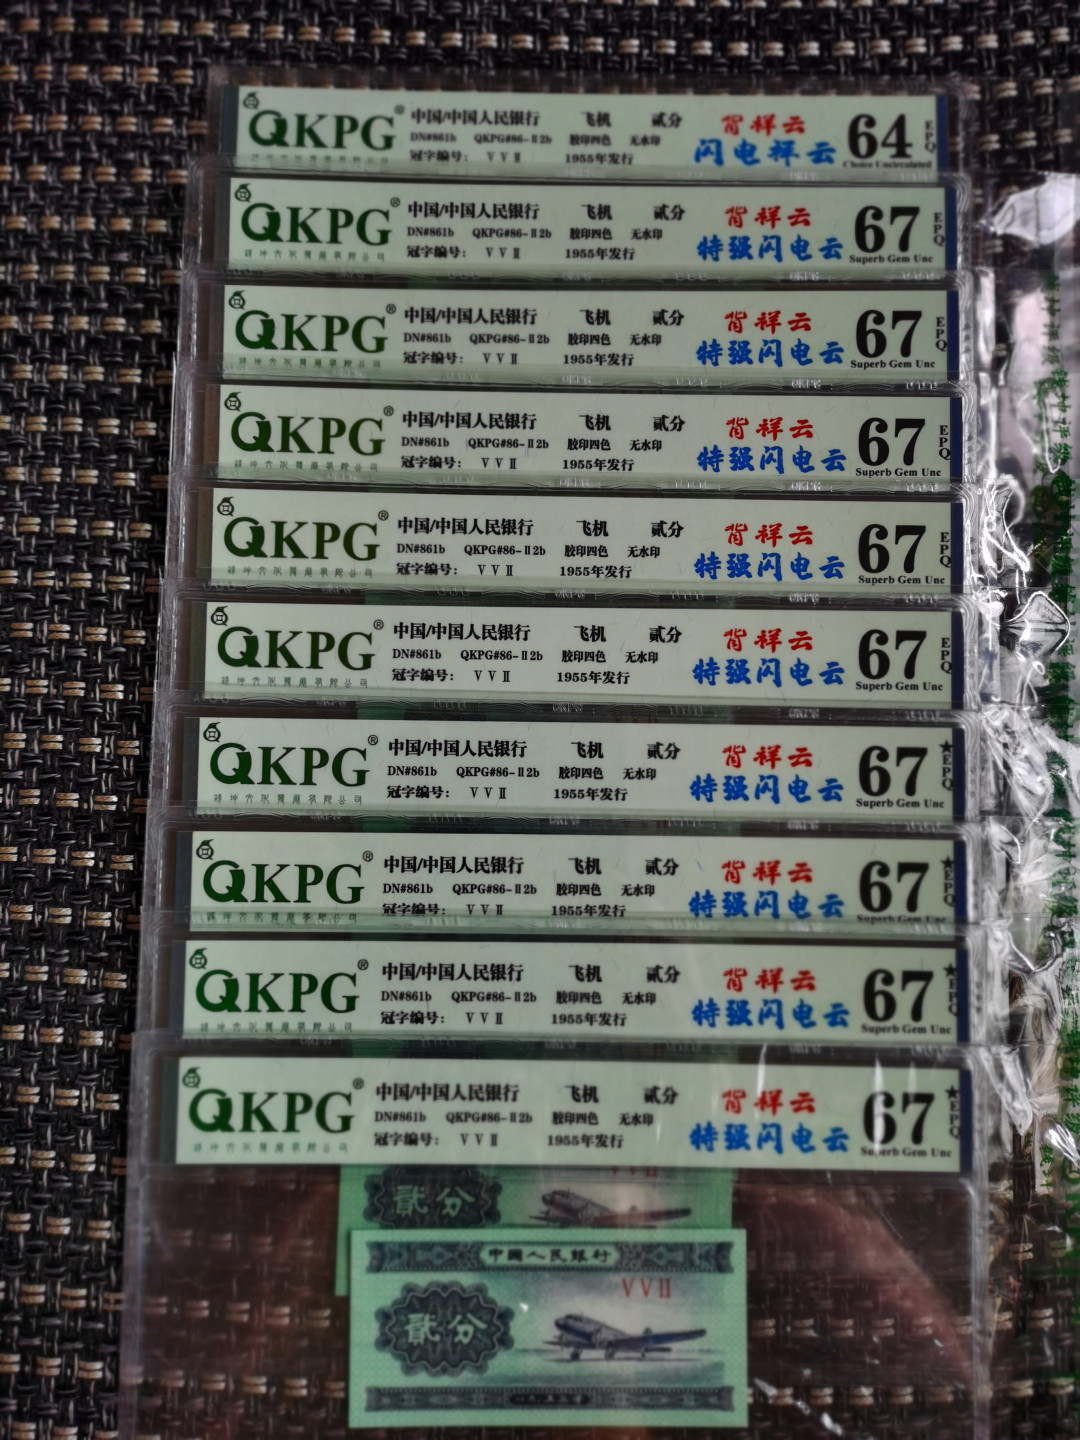 QKPG® 中国/中国人民银行 飞机 贰分 背祥云 64 EPQ
DN#861b QKPG#86-Ⅱ2b 胶印四色 无水印 闪电祥云
冠字编号: ⅤⅤⅡ 1955年发行 Choice Uncirculated
QKPG® 中国/中国人民银行 飞机 贰分 背祥云 67 EPQ
DN#861b QKPG#86-Ⅱ2b 胶印四色 无水印 特强闪电云
冠字编号: ⅤⅤⅡ 1955年发行 Superb Gem Unc
QKPG® 中国/中国人民银行 飞机 贰分 背祥云 67 EPQ
DN#861b QKPG#86-Ⅱ2b 胶印四色 无水印 特强闪电云
冠字编号: ⅤⅤⅡ 1955年发行 Superb Gem Unc
QKPG® 中国/中国人民银行 飞机 贰分 背祥云 67 EPQ
DN#861b QKPG#86-Ⅱ2b 胶印四色 无水印 特强闪电云
冠字编号: ⅤⅤⅡ 1955年发行 Superb Gem Unc
QKPG® 中国/中国人民银行 飞机 贰分 背祥云 67 EPQ
DN#861b QKPG#86-Ⅱ2b 胶印四色 无水印 特强闪电云
冠字编号: ⅤⅤⅡ 1955年发行 Superb Gem Unc
QKPG® 中国/中国人民银行 飞机 贰分 背祥云 67 EPQ
DN#861b QKPG#86-Ⅱ2b 胶印四色 无水印 特强闪电云
冠字编号: ⅤⅤⅡ 1955年发行 Superb Gem Unc
QKPG® 中国/中国人民银行 飞机 贰分 背祥云 67 ★EPQ
DN#861b QKPG#86-Ⅱ2b 胶印四色 无水印 特强闪电云
冠字编号: ⅤⅤⅡ 1955年发行 Superb Gem Unc
QKPG® 中国/中国人民银行 飞机 贰分 背祥云 67 ★EPQ
DN#861b QKPG#86-Ⅱ2b 胶印四色 无水印 特强闪电云
冠字编号: ⅤⅤⅡ 1955年发行 Superb Gem Unc
QKPG® 中国/中国人民银行 飞机 贰分 背祥云 67 ★EPQ
DN#861b QKPG#86-Ⅱ2b 胶印四色 无水印 特强闪电云
冠字编号: ⅤⅤⅡ 1955年发行 Superb Gem Unc
QKPG® 中国/中国人民银行 飞机 贰分 背祥云 67 ★EPQ
DN#861b QKPG#86-Ⅱ2b 胶印四色 无水印 特强闪电云
冠字编号: ⅤⅤⅡ 1955年发行 Superb Gem Unc
ⅤⅤⅡ
貳分
中國人民銀行
ⅤⅤⅡ
貳分